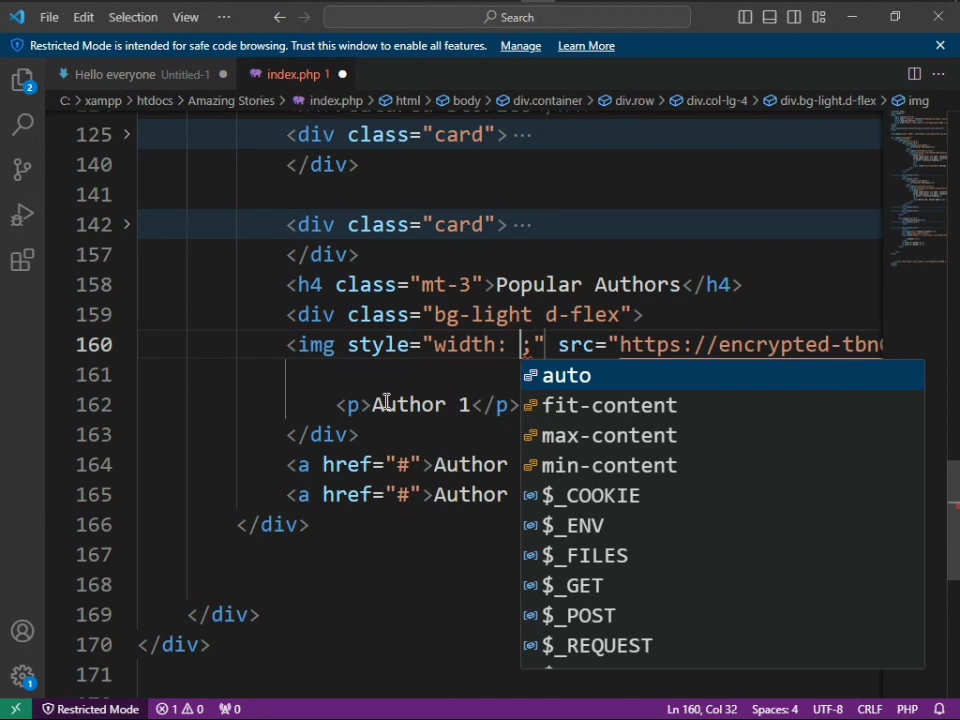 File Edit Selection View ··· Search
Restricted Mode is intended for safe code browsing. Trust this window to enable all features. Manage Learn More
Hello everyone Untitled-1 index.php 1
C: > xampp > htdocs > Amazing Stories > index.php > html > body > div.container > div.row > div.col-lg-4 > div.bg-light.d-flex > img
125 <div class="card">···
140 </div>
141
142 <div class="card">···
157 </div>
158 <h4 class="mt-3">Popular Authors</h4>
159 <div class="bg-light d-flex">
160 <img style="width: ;" src="https://encrypted-tbn
161
162 <p>Author 1</p>
163 </div>
164 <a href="#">Author
165 <a href="#">Author
166 </div>
167
168
169 </div>
170 </div>
171
auto
fit-content
max-content
min-content
$_COOKIE
$_ENV
$_FILES
$_GET
$_POST
$_REQUEST
2
1
Restricted Mode 1 0 0 Ln 160, Col 32 Spaces: 4 UTF-8 CRLF PHP